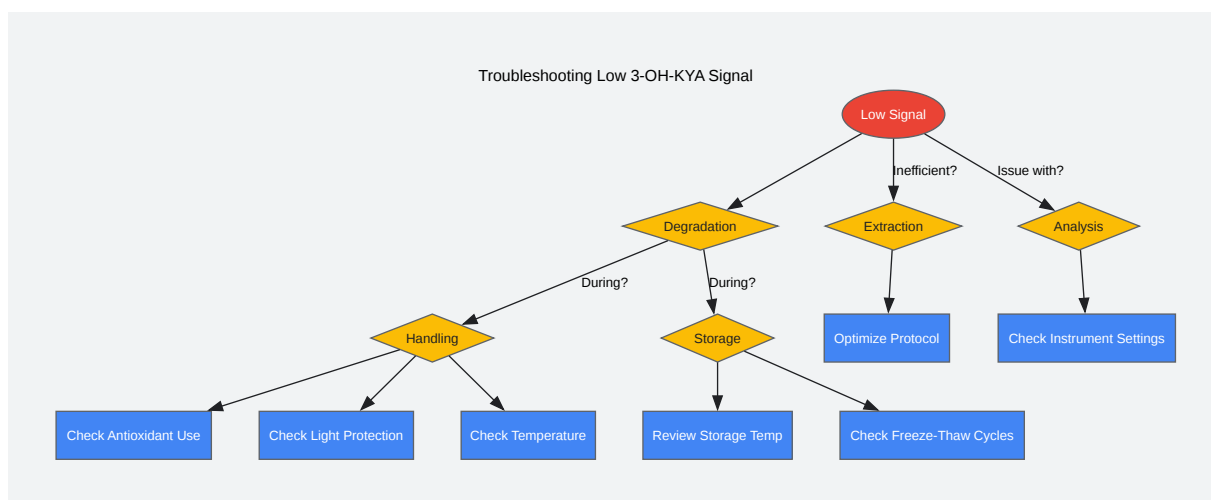 Troubleshooting Low 3-OH-KYA Signal
Low Signal
Inefficient?
Issue with?
Degradation
Extraction
Analysis
During?
During?
Handling
Storage
Optimize Protocol
Check Instrument Settings
Check Antioxidant Use
Check Light Protection
Check Temperature
Review Storage Temp
Check Freeze-Thaw Cycles